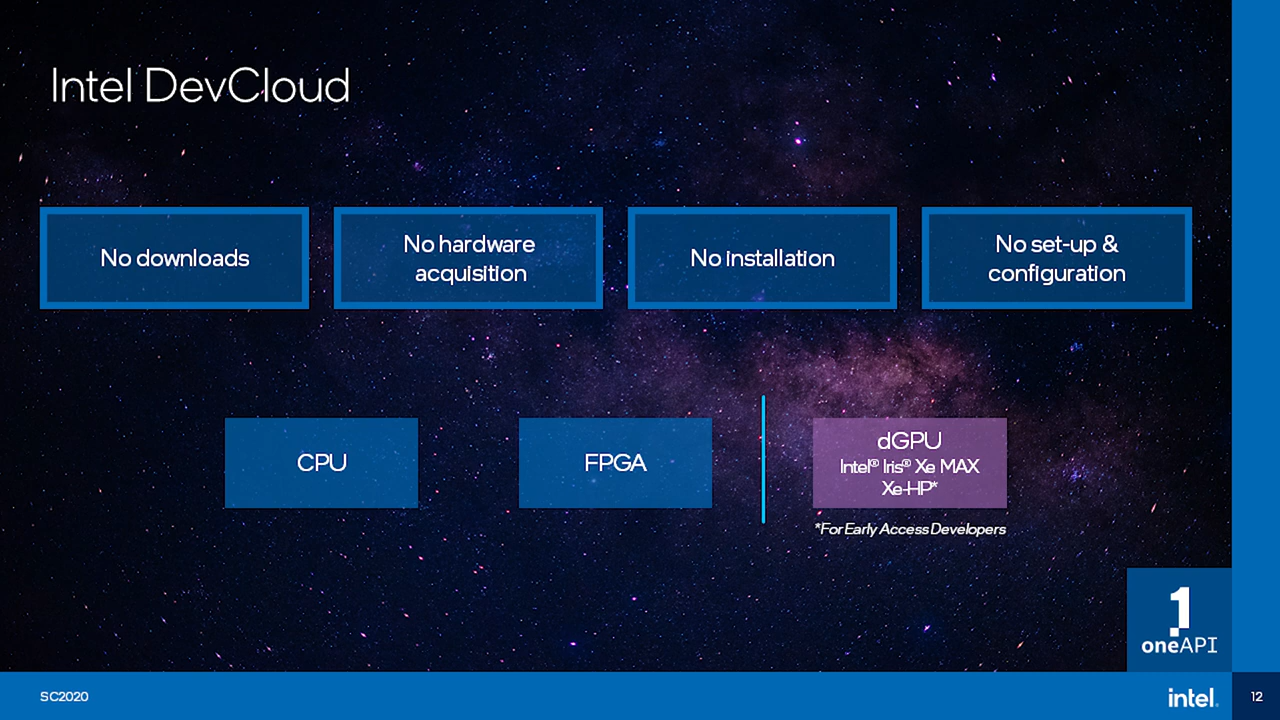 Intel DevCloud
No downloads
No hardware
acquisition
No installation
No set-up &
configuration
CPU
FPGA
dGPU
Intel® Iris® Xe MAX
Xe-HP*
*For Early Access Developers
1
oneAPI
SC2020
intel.
12